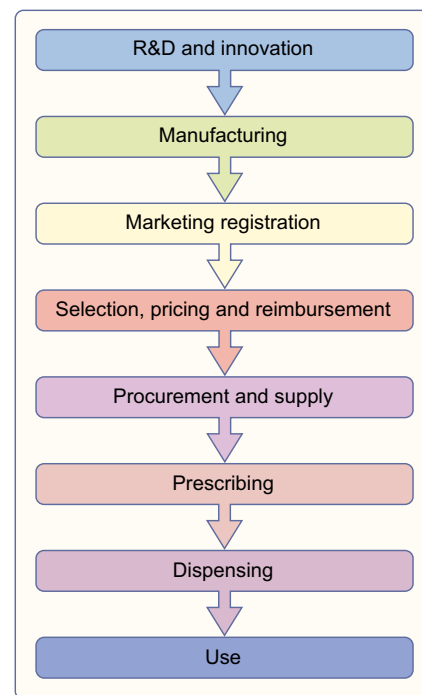 R&D and innovation
Manufacturing
Marketing registration
Selection, pricing and reimbursement
Procurement and supply
Prescribing
Dispensing
Use